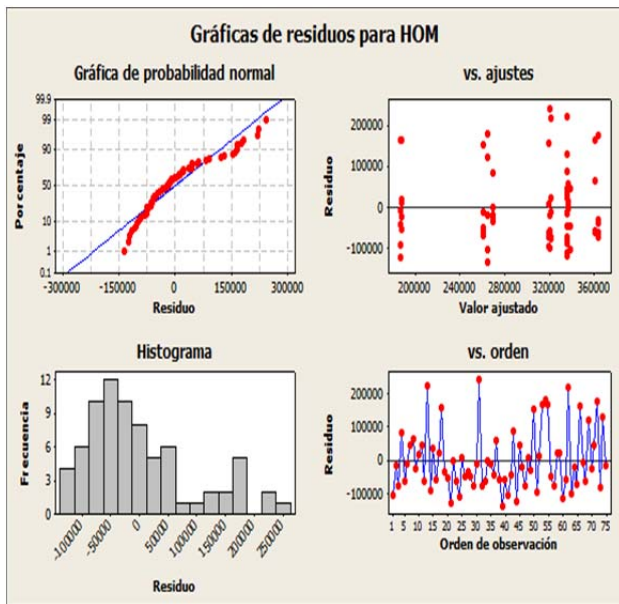 Gráficas de residuos para HOM
Gráfica de probabilidad normal
99.9
99
90
50
10
1
0.1
Porcentaje
-300000 -150000 0 150000 300000
Residuo
vs. ajustes
200000
100000
0
-100000
Residuo
200000 240000 280000 320000 360000
Valor ajustado
Histograma
12
9
6
3
0
Frecuencia
-100000 -50000 0 50000 100000 150000 200000 250000
Residuo
vs. orden
200000
100000
0
-100000
Residuo
1 5 10 15 20 25 30 35 40 45 50 55 60 65 70 75
Orden de observación